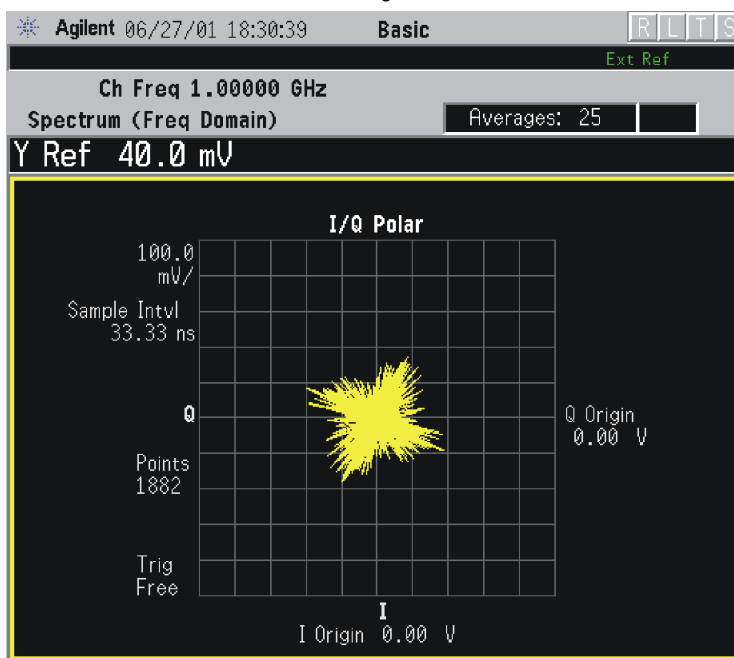 Agilent 06/27/01 18:30:39 Basic R L T S
Ext Ref
Ch Freq 1.00000 GHz
Spectrum (Freq Domain) Averages: 25
Y Ref 40.0 mV
I/Q Polar
100.0
mV/
Sample Intvl
33.33 ns
Q
Q Origin
0.00 V
Points
1882
Trig
Free
I
I Origin 0.00 V